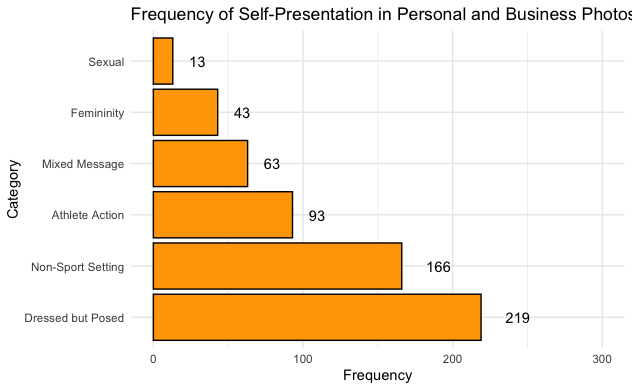 Frequency of Self-Presentation in Personal and Business Photos
Category
Sexual 13
Femininity 43
Mixed Message 63
Athlete Action 93
Non-Sport Setting 166
Dressed but Posed 219
0 100 200 300
Frequency